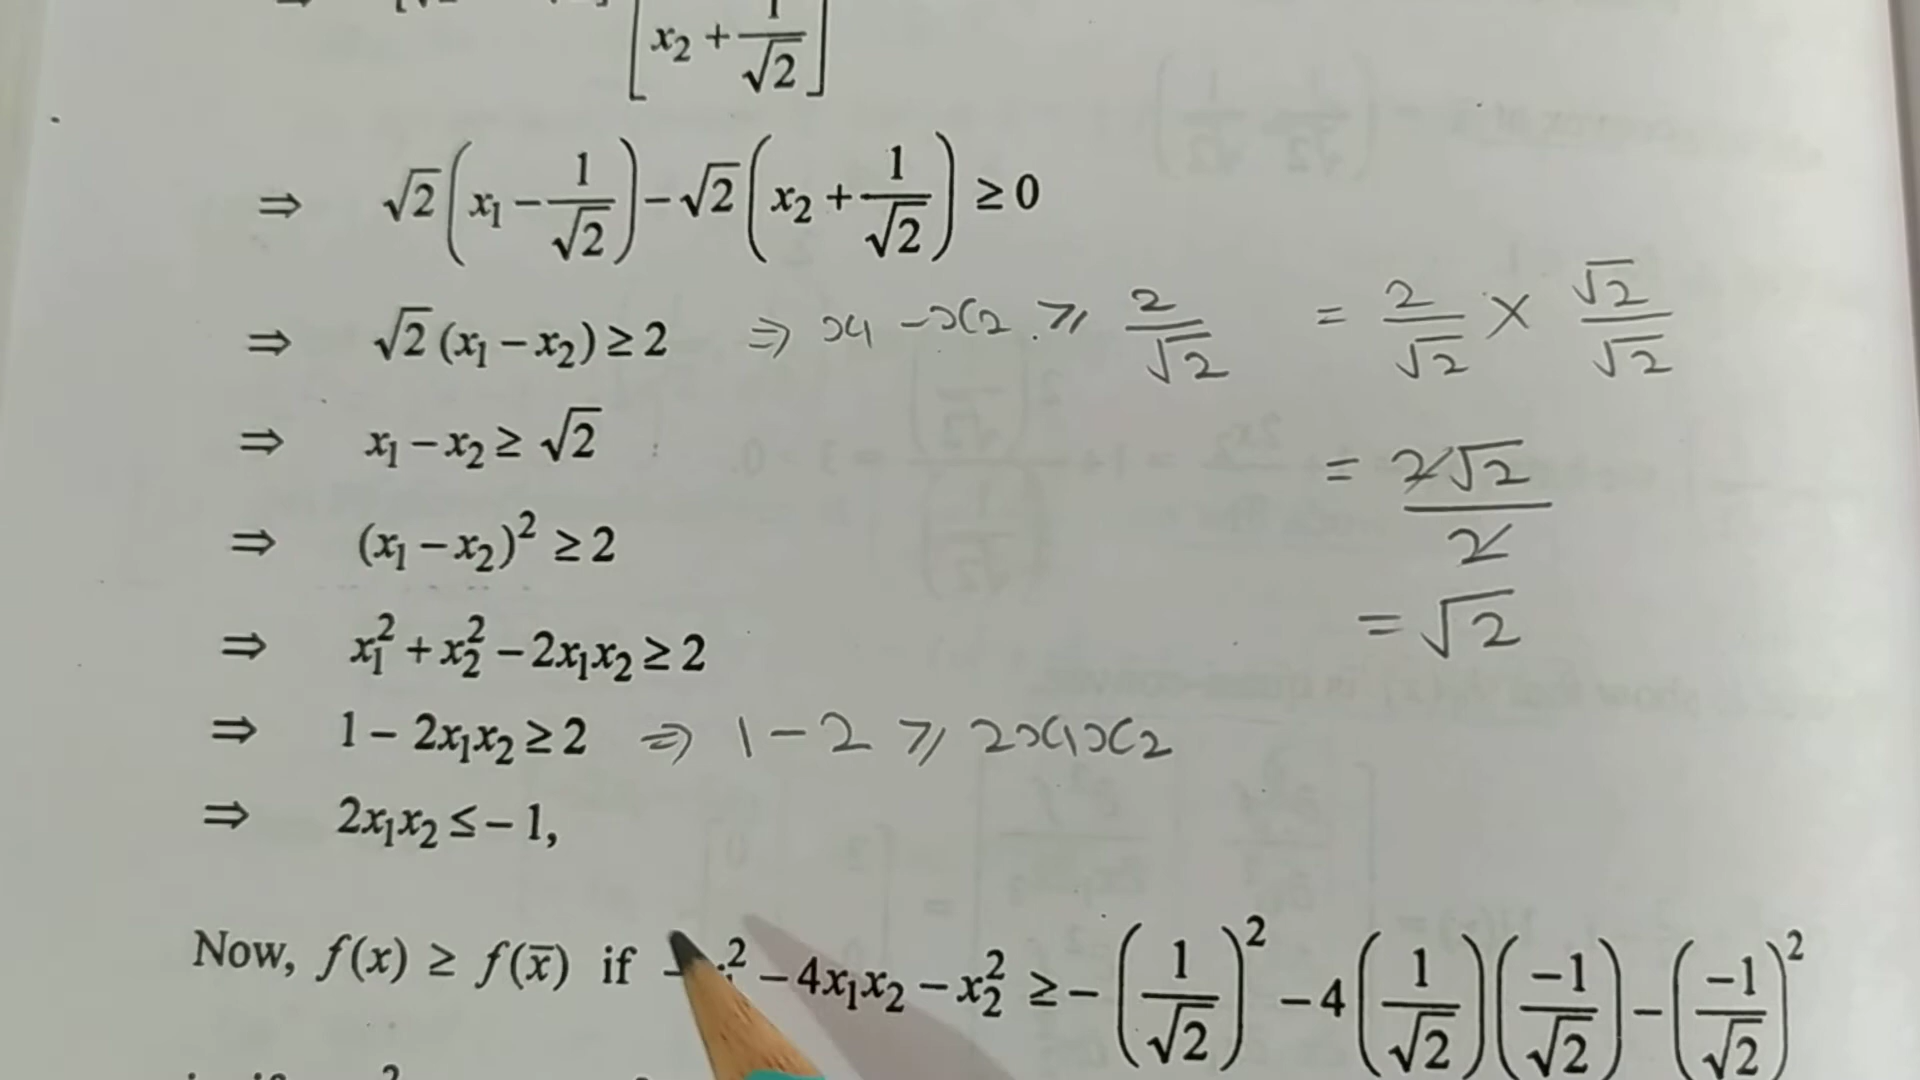 [x₂ + 1/√2]
⇒ √2(x₁ − 1/√2) − √2(x₂ + 1/√2) ≥ 0
⇒ √2(x₁ − x₂) ≥ 2 ⇒ x₁ − x₂ ≥ 2/√2 = 2/√2 × √2/√2
⇒ x₁ − x₂ ≥ √2 = 2√2/2
⇒ (x₁ − x₂)² ≥ 2
= √2
⇒ x₁² + x₂² − 2x₁x₂ ≥ 2
⇒ 1 − 2x₁x₂ ≥ 2 ⇒ 1 − 2 ≥ 2x₁x₂
⇒ 2x₁x₂ ≤ − 1,
Now, f(x) ≥ f(x̅) if − ² − 4x₁x₂ − x₂² ≥ − (1/√2)² − 4(1/√2)(−1/√2) − (−1/√2)²